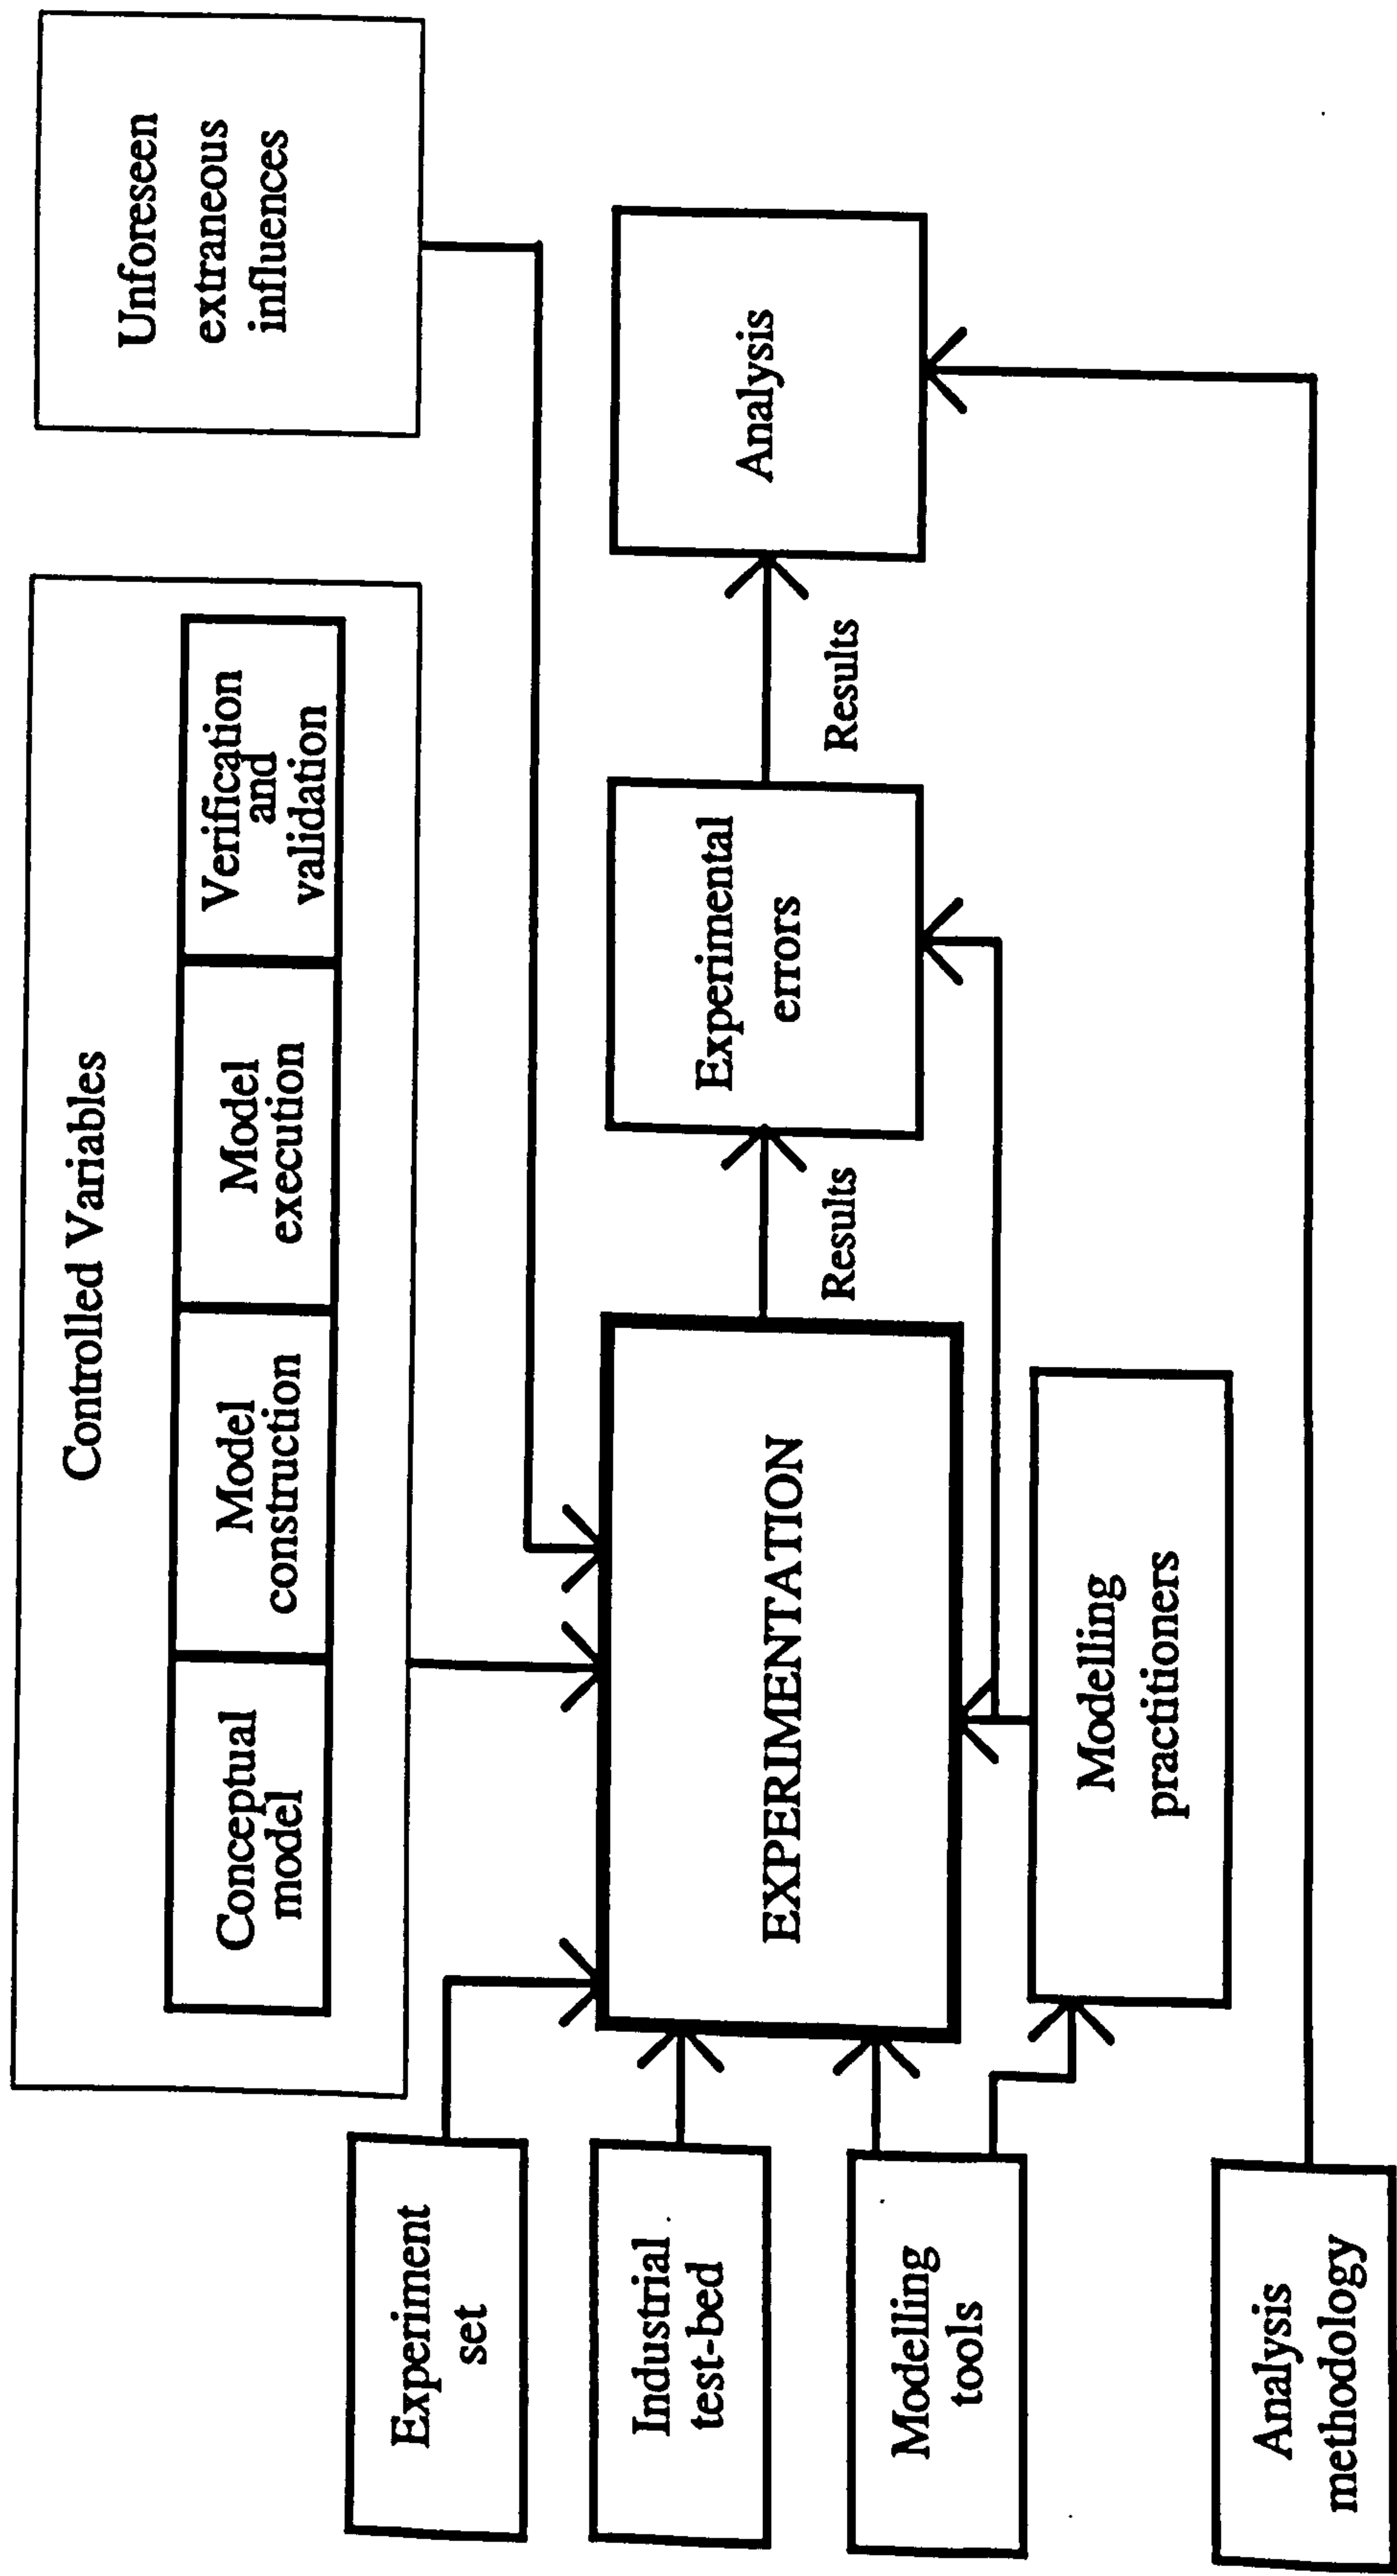 Controlled Variables
Conceptual
model
Model
construction
Model
execution
Verification
and
validation
Unforeseen
extraneous
influences
Experiment
set
Industrial
test-bed
Modelling
tools
Analysis
methodology
EXPERIMENTATION
Results
Experimental
errors
Results
Analysis
Modelling
practitioners